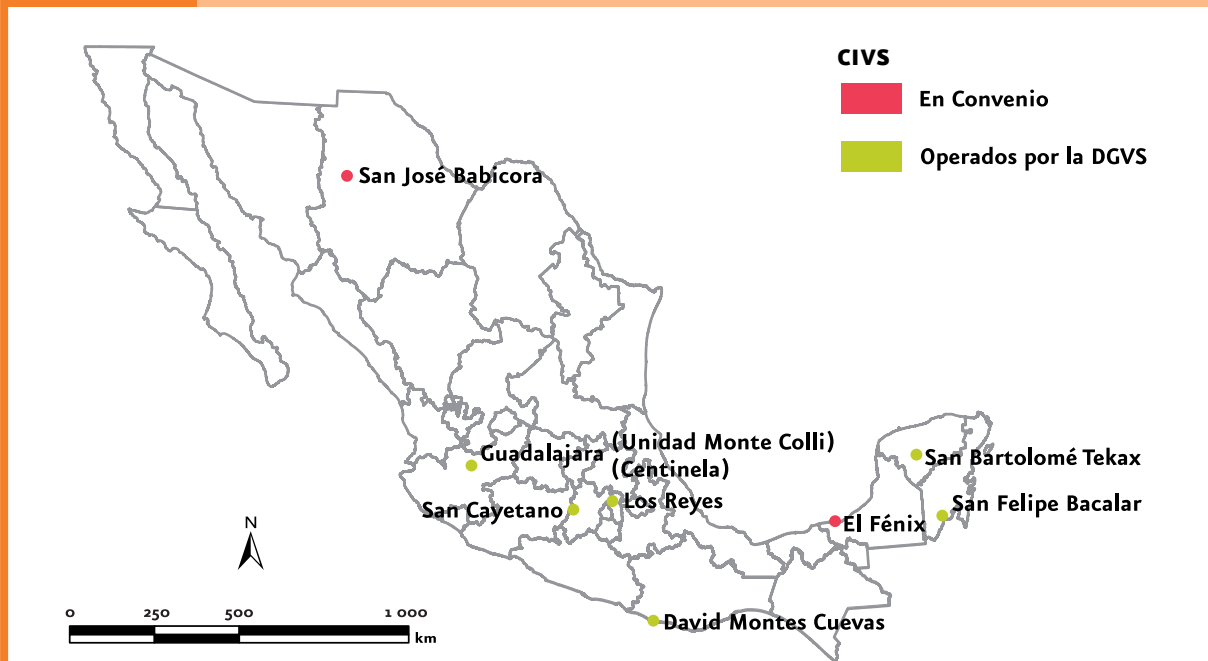 CIVS
En Convenio
Operados por la DGVS
San José Babicora
Guadalajara (Unidad Monte Colli)
(Centinela)
San Bartolomé Tekax
San Cayetano
Los Reyes
San Felipe Bacalar
El Fénix
N
0 250 500 1 000
km
David Montes Cuevas